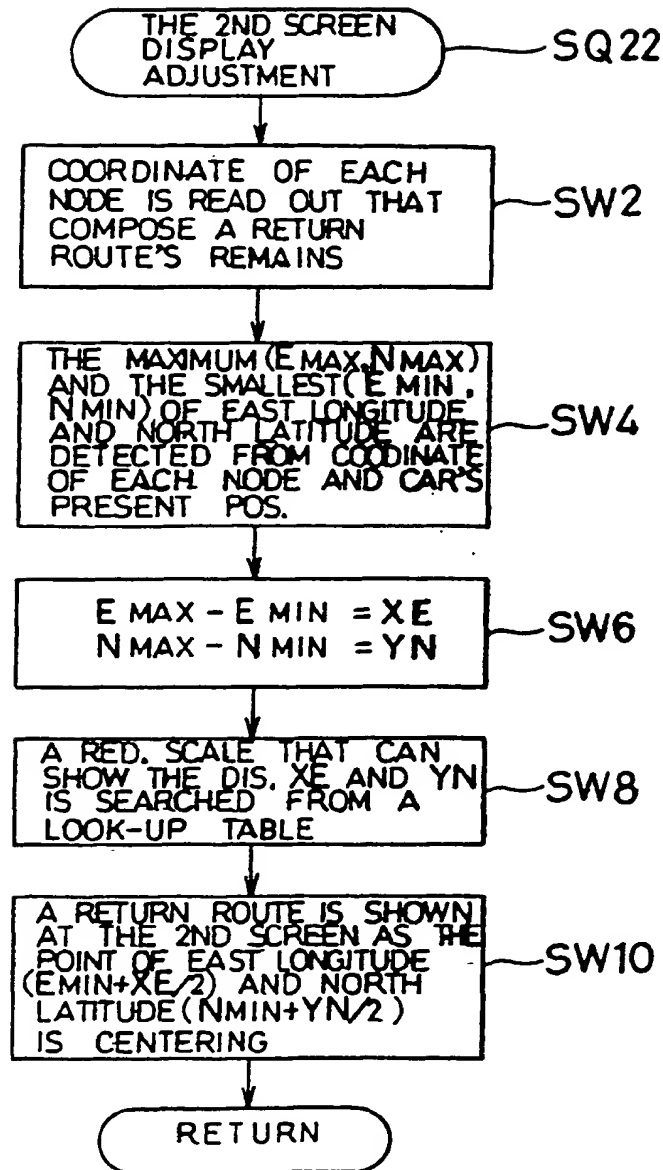 THE 2ND SCREEN
DISPLAY
ADJUSTMENT
SQ22
COORDINATE OF EACH
NODE IS READ OUT THAT
COMPOSE A RETURN
ROUTE'S REMAINS
SW2
THE MAXIMUM (E MAX, N MAX)
AND THE SMALLEST (E MIN,
N MIN) OF EAST LONGITUDE
AND NORTH LATITUDE ARE
DETECTED FROM COODINATE
OF EACH NODE AND CAR'S
PRESENT POS.
SW4
E MAX - E MIN = XE
N MAX - N MIN = YN
SW6
A RED. SCALE THAT CAN
SHOW THE DIS. XE AND YN
IS SEARCHED FROM A
LOOK-UP TABLE
SW8
A RETURN ROUTE IS SHOWN
AT THE 2ND SCREEN AS THE
POINT OF EAST LONGITUDE
(EMIN+XE/2) AND NORTH
LATITUDE (NMIN+YN/2)
IS CENTERING
SW10
RETURN